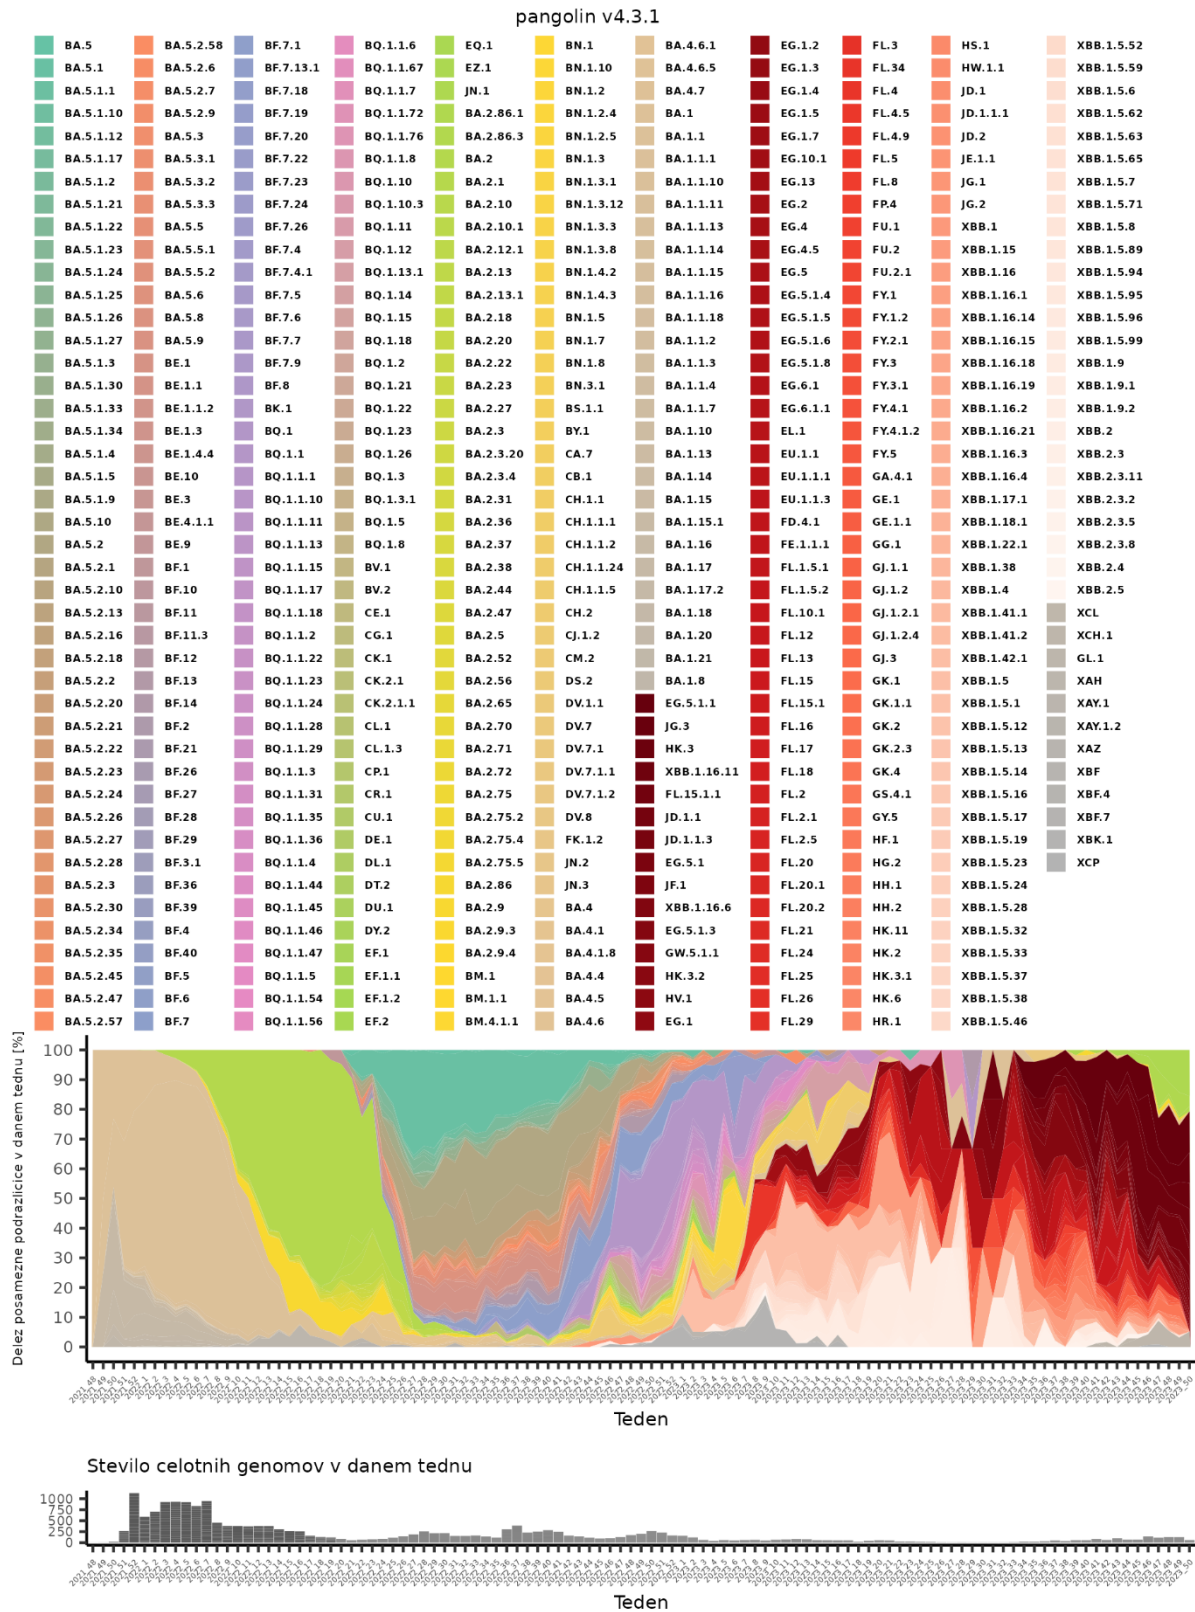 pangolin v4.3.1
BA.5 BA.5.2.58 BF.7.1 BQ.1.1.6 EQ.1 BN.1 BA.4.6.1 EG.1.2 FL.3 HS.1 XBB.1.5.52
BA.5.1 BA.5.2.6 BF.7.13.1 BQ.1.1.67 EZ.1 BN.1.10 BA.4.6.5 EG.1.3 FL.34 HW.1.1 XBB.1.5.59
BA.5.1.1 BA.5.2.7 BF.7.18 BQ.1.1.7 JN.1 BN.1.2 BA.4.7 EG.1.4 FL.4 JD.1 XBB.1.5.6
BA.5.1.10 BA.5.2.9 BF.7.19 BQ.1.1.72 BA.2.86.1 BN.1.2.4 BA.1 EG.1.5 FL.4.5 JD.1.1.1 XBB.1.5.62
BA.5.1.12 BA.5.3 BF.7.20 BQ.1.1.76 BA.2.86.3 BN.1.2.5 BA.1.1 EG.1.7 FL.4.9 JD.2 XBB.1.5.63
BA.5.1.17 BA.5.3.1 BF.7.22 BQ.1.1.8 BA.2 BN.1.3 BA.1.1.1 EG.10.1 FL.5 JE.1.1 XBB.1.5.65
BA.5.1.2 BA.5.3.2 BF.7.23 BQ.1.10 BA.2.1 BN.1.3.1 BA.1.1.10 EG.13 FL.8 JG.1 XBB.1.5.7
BA.5.1.21 BA.5.3.3 BF.7.24 BQ.1.10.3 BA.2.10 BN.1.3.12 BA.1.1.11 EG.2 FP.4 JG.2 XBB.1.5.71
BA.5.1.22 BA.5.5 BF.7.26 BQ.1.11 BA.2.10.1 BN.1.3.3 BA.1.1.13 EG.4 FU.1 XBB.1 XBB.1.5.8
BA.5.1.23 BA.5.5.1 BF.7.4 BQ.1.12 BA.2.12.1 BN.1.3.8 BA.1.1.14 EG.4.5 FU.2 XBB.1.15 XBB.1.5.89
BA.5.1.24 BA.5.5.2 BF.7.4.1 BQ.1.13.1 BA.2.13 BN.1.4.2 BA.1.1.15 EG.5 FU.2.1 XBB.1.16 XBB.1.5.94
BA.5.1.25 BA.5.6 BF.7.5 BQ.1.14 BA.2.13.1 BN.1.4.3 BA.1.1.16 EG.5.1.4 FY.1 XBB.1.16.1 XBB.1.5.95
BA.5.1.26 BA.5.8 BF.7.6 BQ.1.15 BA.2.18 BN.1.5 BA.1.1.18 EG.5.1.5 FY.1.2 XBB.1.16.14 XBB.1.5.96
BA.5.1.27 BA.5.9 BF.7.7 BQ.1.18 BA.2.20 BN.1.7 BA.1.1.2 EG.5.1.6 FY.2.1 XBB.1.16.15 XBB.1.5.99
BA.5.1.3 BE.1 BF.7.9 BQ.1.2 BA.2.22 BN.1.8 BA.1.1.3 EG.5.1.8 FY.3 XBB.1.16.18 XBB.1.9
BA.5.1.30 BE.1.1 BF.8 BQ.1.21 BA.2.23 BN.3.1 BA.1.1.4 EG.6.1 FY.3.1 XBB.1.16.19 XBB.1.9.1
BA.5.1.33 BE.1.1.2 BK.1 BQ.1.22 BA.2.27 BS.1.1 BA.1.1.7 EG.6.1.1 FY.4.1 XBB.1.16.2 XBB.1.9.2
BA.5.1.34 BE.1.3 BQ.1 BQ.1.23 BA.2.3 BY.1 BA.1.10 EL.1 FY.4.1.2 XBB.1.16.21 XBB.2
BA.5.1.4 BE.1.4.4 BQ.1.1 BQ.1.26 BA.2.3.20 CA.7 BA.1.13 EU.1.1 FY.5 XBB.1.16.3 XBB.2.3
BA.5.1.5 BE.10 BQ.1.1.1 BQ.1.3 BA.2.3.4 CB.1 BA.1.14 EU.1.1.1 GA.4.1 XBB.1.16.4 XBB.2.3.11
BA.5.1.9 BE.3 BQ.1.1.10 BQ.1.3.1 BA.2.31 CH.1.1 BA.1.15 EU.1.1.3 GE.1 XBB.1.17.1 XBB.2.3.2
BA.5.10 BE.4.1.1 BQ.1.1.11 BQ.1.5 BA.2.36 CH.1.1.1 BA.1.15.1 FD.4.1 GE.1.1 XBB.1.18.1 XBB.2.3.5
BA.5.2 BE.9 BQ.1.1.13 BQ.1.8 BA.2.37 CH.1.1.2 BA.1.16 FE.1.1.1 GG.1 XBB.1.22.1 XBB.2.3.8
BA.5.2.1 BF.1 BQ.1.1.15 BV.1 BA.2.38 CH.1.1.24 BA.1.17 FL.1.5.1 GJ.1.1 XBB.1.38 XBB.2.4
BA.5.2.10 BF.10 BQ.1.1.17 BV.2 BA.2.44 CH.1.1.5 BA.1.17.2 FL.1.5.2 GJ.1.2 XBB.1.4 XBB.2.5
BA.5.2.13 BF.11 BQ.1.1.18 CE.1 BA.2.47 CH.2 BA.1.18 FL.10.1 GJ.1.2.1 XBB.1.41.1 XCL
BA.5.2.16 BF.11.3 BQ.1.1.2 CG.1 BA.2.5 CJ.1.2 BA.1.20 FL.12 GJ.1.2.4 XBB.1.41.2 XCH.1
BA.5.2.18 BF.12 BQ.1.1.22 CK.1 BA.2.52 CM.2 BA.1.21 FL.13 GJ.3 XBB.1.42.1 GL.1
BA.5.2.2 BF.13 BQ.1.1.23 CK.2.1 BA.2.56 DS.2 BA.1.8 FL.15 GK.1 XBB.1.5 XAH
BA.5.2.20 BF.14 BQ.1.1.24 CK.2.1.1 BA.2.65 DV.1.1 EG.5.1.1 FL.15.1 GK.1.1 XBB.1.5.1 XAY.1
BA.5.2.21 BF.2 BQ.1.1.28 CL.1 BA.2.70 DV.7 JG.3 FL.16 GK.2 XBB.1.5.12 XAY.1.2
BA.5.2.22 BF.21 BQ.1.1.29 CL.1.3 BA.2.71 DV.7.1 HK.3 FL.17 GK.2.3 XBB.1.5.13 XAZ
BA.5.2.23 BF.26 BQ.1.1.3 CP.1 BA.2.72 DV.7.1.1 XBB.1.16.11 FL.18 GK.4 XBB.1.5.14 XBF
BA.5.2.24 BF.27 BQ.1.1.31 CR.1 BA.2.75 DV.7.1.2 FL.15.1.1 FL.2 GS.4.1 XBB.1.5.16 XBF.4
BA.5.2.26 BF.28 BQ.1.1.35 CU.1 BA.2.75.2 DV.8 JD.1.1 FL.2.1 GY.5 XBB.1.5.17 XBF.7
BA.5.2.27 BF.29 BQ.1.1.36 DE.1 BA.2.75.4 FK.1.2 JD.1.1.3 FL.2.5 HF.1 XBB.1.5.19 XBK.1
BA.5.2.28 BF.3.1 BQ.1.1.4 DL.1 BA.2.75.5 JN.2 EG.5.1 FL.20 HG.2 XBB.1.5.23 XCP
BA.5.2.3 BF.36 BQ.1.1.44 DT.2 BA.2.86 JN.3 JF.1 FL.20.1 HH.1 XBB.1.5.24
BA.5.2.30 BF.39 BQ.1.1.45 DU.1 BA.2.9 BA.4 XBB.1.16.6 FL.20.2 HH.2 XBB.1.5.28
BA.5.2.34 BF.4 BQ.1.1.46 DY.2 BA.2.9.3 BA.4.1 EG.5.1.3 FL.21 HK.11 XBB.1.5.32
BA.5.2.35 BF.40 BQ.1.1.47 EF.1 BA.2.9.4 BA.4.1.8 GW.5.1.1 FL.24 HK.2 XBB.1.5.33
BA.5.2.45 BF.5 BQ.1.1.5 EF.1.1 BM.1 BA.4.4 HK.3.2 FL.25 HK.3.1 XBB.1.5.37
BA.5.2.47 BF.6 BQ.1.1.54 EF.1.2 BM.1.1 BA.4.5 HV.1 FL.26 HK.6 XBB.1.5.38
BA.5.2.57 BF.7 BQ.1.1.56 EF.2 BM.4.1.1 BA.4.6 EG.1 FL.29 HR.1 XBB.1.5.46
Delez posamezne podrazlicice v danem tednu [%]
100
90
80
70
60
50
40
30
20
10
0
Teden
Stevilo celotnih genomov v danem tednu
1000
750
500
250
0
Teden